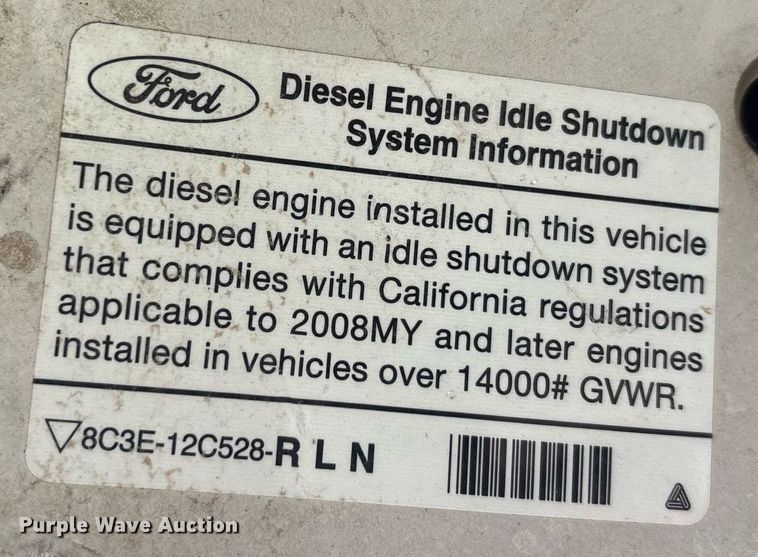 Ford
Diesel Engine Idle Shutdown
System Information
The diesel engine installed in this vehicle
is equipped with an idle shutdown system
that complies with California regulations
applicable to 2008MY and later engines
installed in vehicles over 14000# GVWR.
8C3E-12C528-R L N
Purple Wave Auction